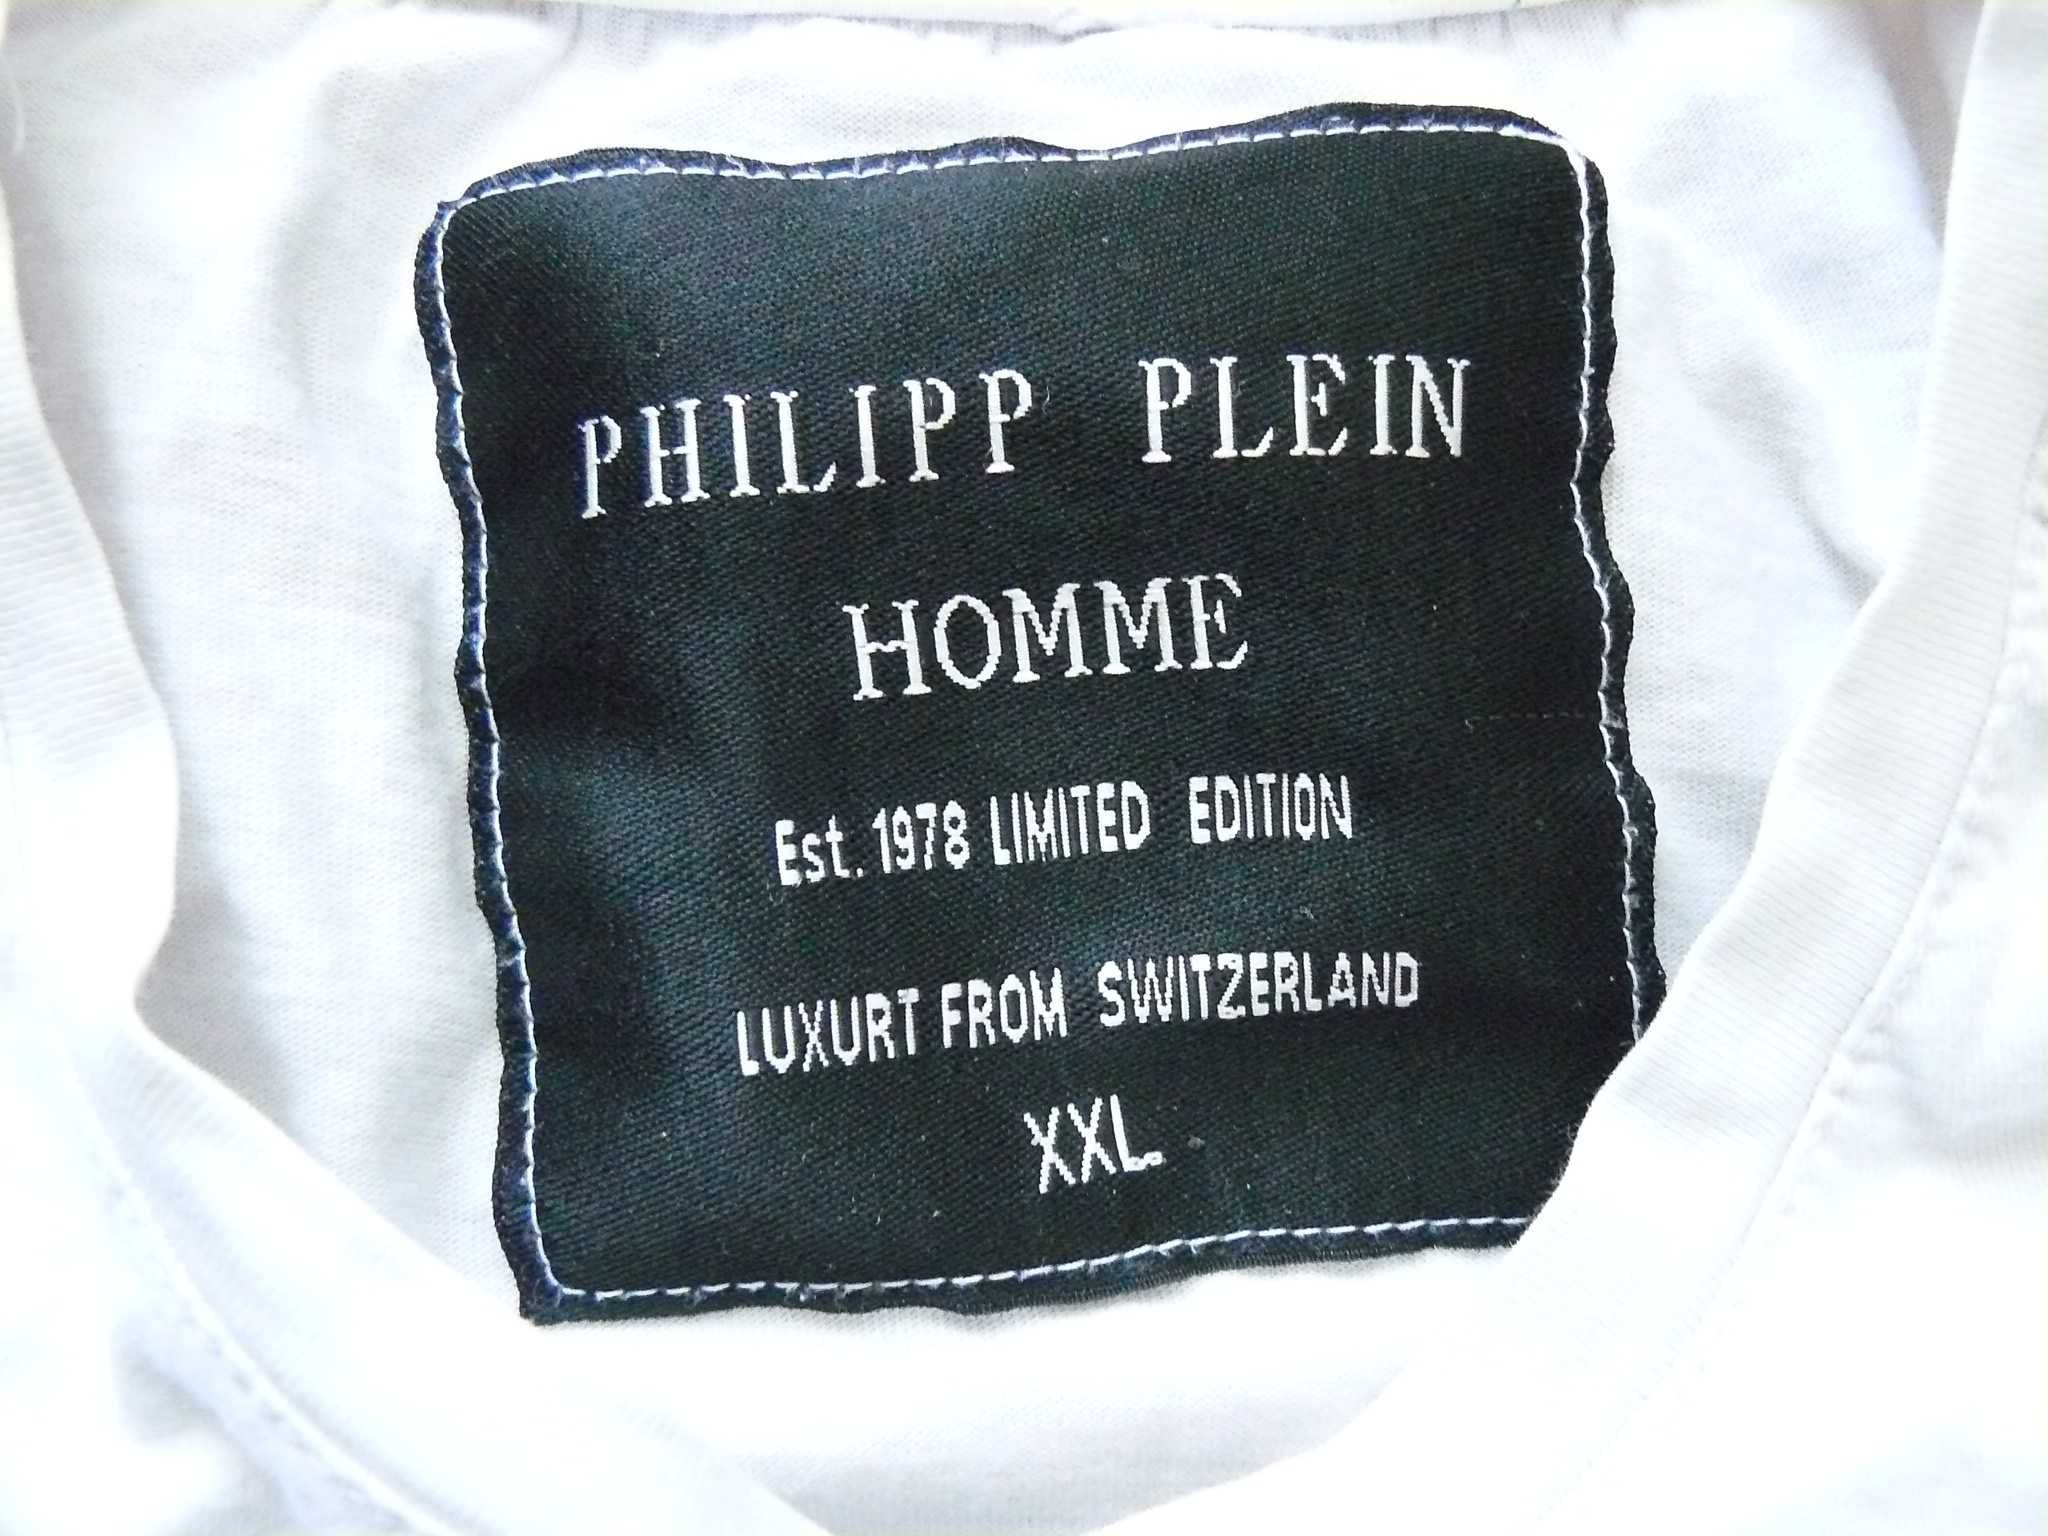 PHILIPP PLEIN
HOMME
Est. 1978 LIMITED EDITION
LUXURT FROM SWITZERLAND
XXL